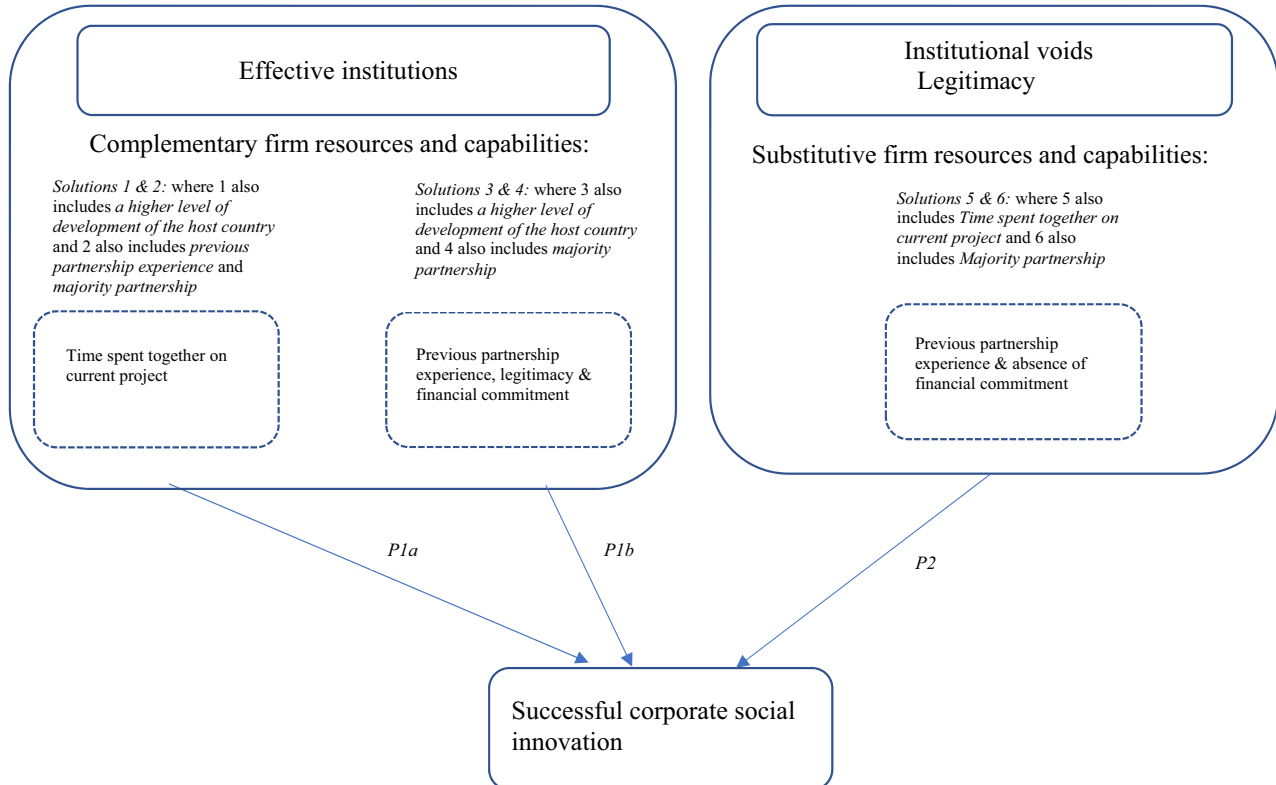 Effective institutions
Complementary firm resources and capabilities:
Solutions 1 & 2: where 1 also
includes a higher level of
development of the host country
and 2 also includes previous
partnership experience and
majority partnership
Time spent together on
current project
Solutions 3 & 4: where 3 also
includes a higher level of
development of the host country
and 4 also includes majority
partnership
Previous partnership
experience, legitimacy &
financial commitment
Institutional voids
Legitimacy
Substitutive firm resources and capabilities:
Solutions 5 & 6: where 5 also
includes Time spent together on
current project and 6 also
includes Majority partnership
Previous partnership
experience & absence of
financial commitment
P1a
P1b
P2
Successful corporate social
innovation